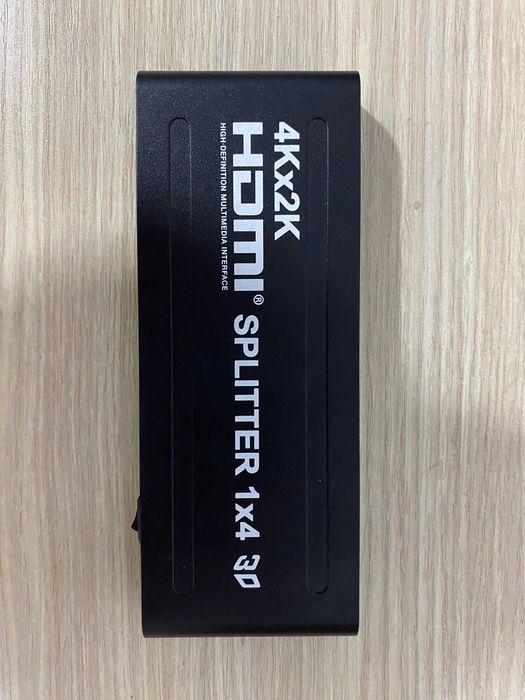 4Kx2K
HDMI® SPLITTER 1x4 3D
HIGH-DEFINITION MULTIMEDIA INTERFACE